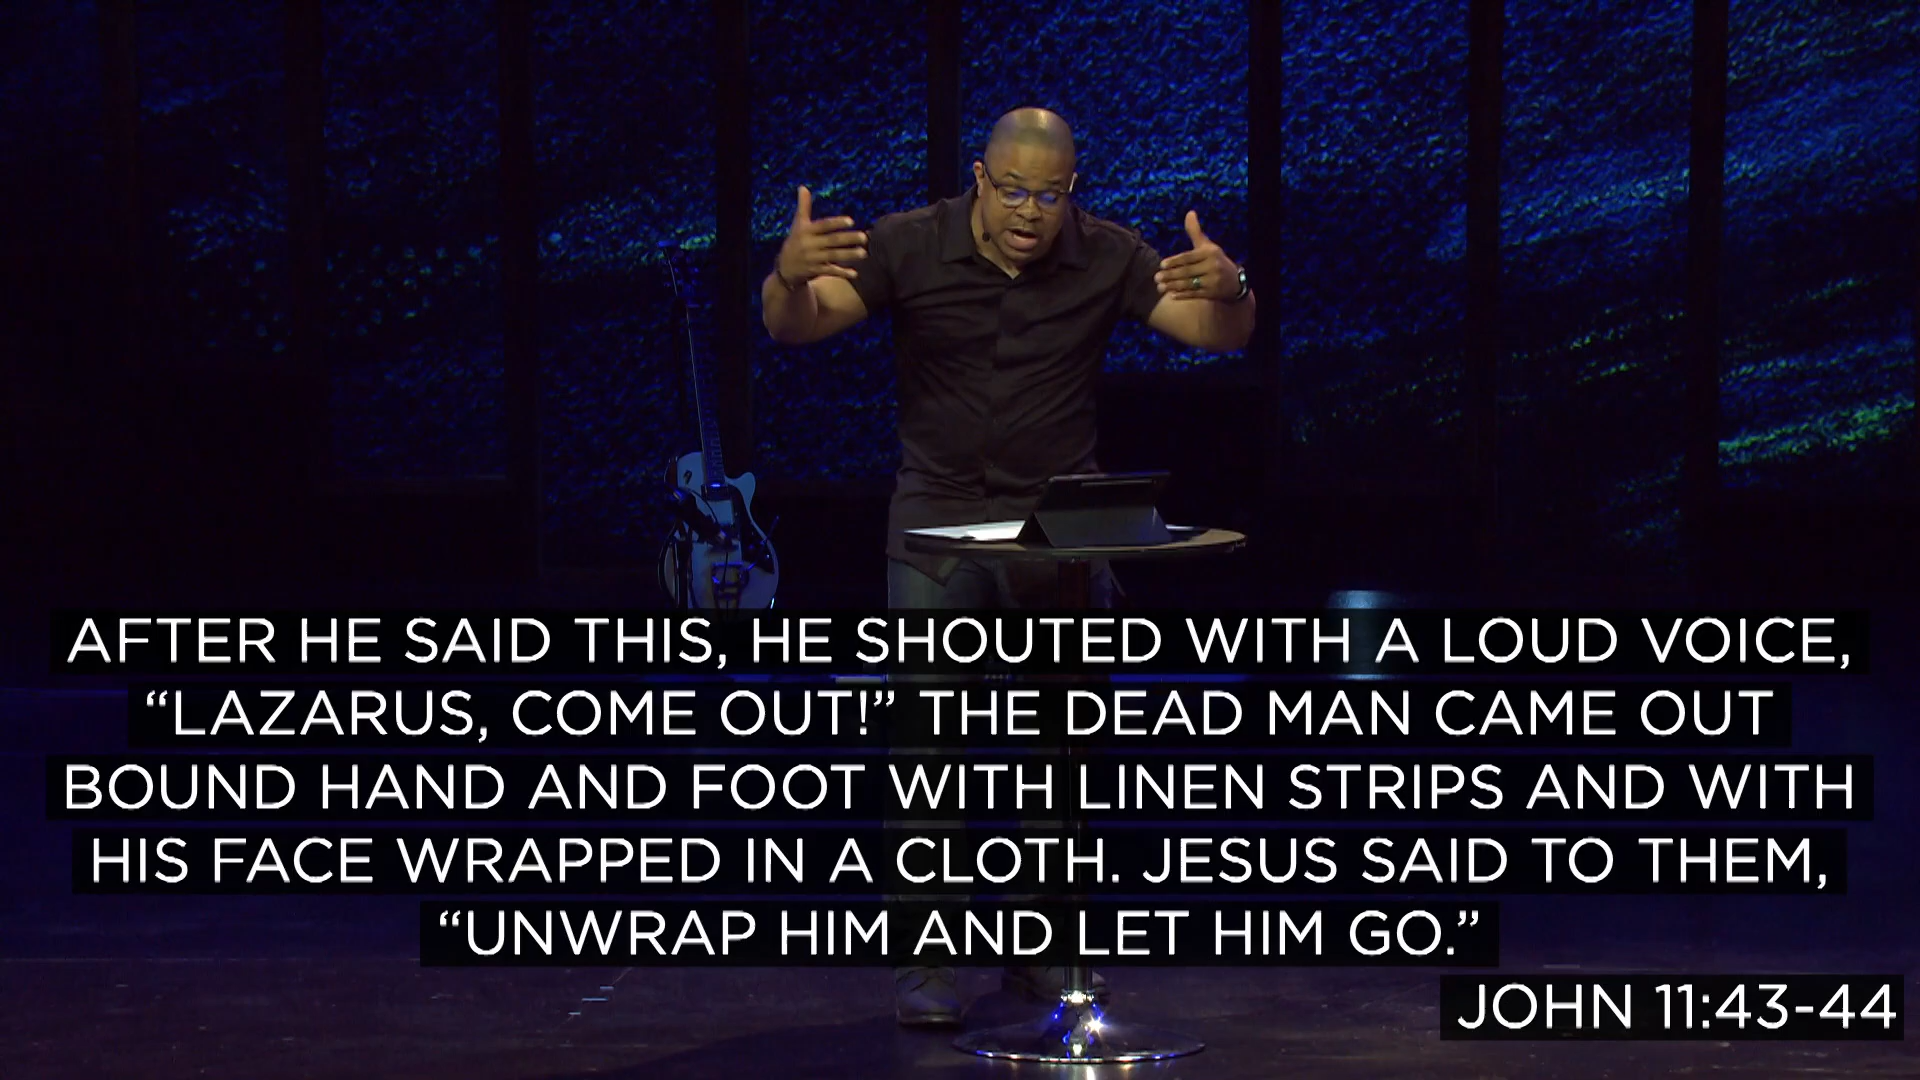 AFTER HE SAID THIS, HE SHOUTED WITH A LOUD VOICE,
“LAZARUS, COME OUT!” THE DEAD MAN CAME OUT
BOUND HAND AND FOOT WITH LINEN STRIPS AND WITH
HIS FACE WRAPPED IN A CLOTH. JESUS SAID TO THEM,
“UNWRAP HIM AND LET HIM GO.”
JOHN 11:43-44